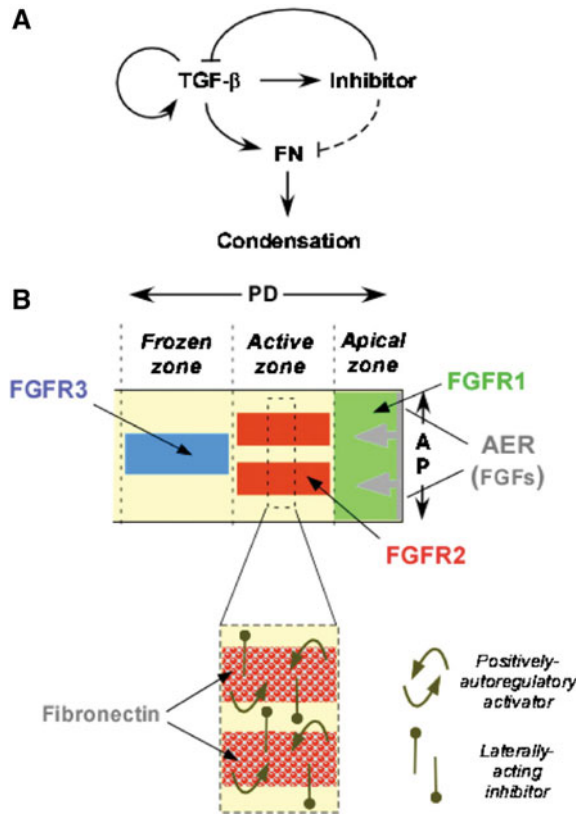 A
TGF-β
Inhibitor
FN
Condensation
B
PD
Frozen
zone
Active
zone
Apical
zone
FGFR3
FGFR1
A
P
AER
(FGFs)
FGFR2
Fibronectin
Positively-
autoregulatory
activator
Laterally-
acting
inhibitor